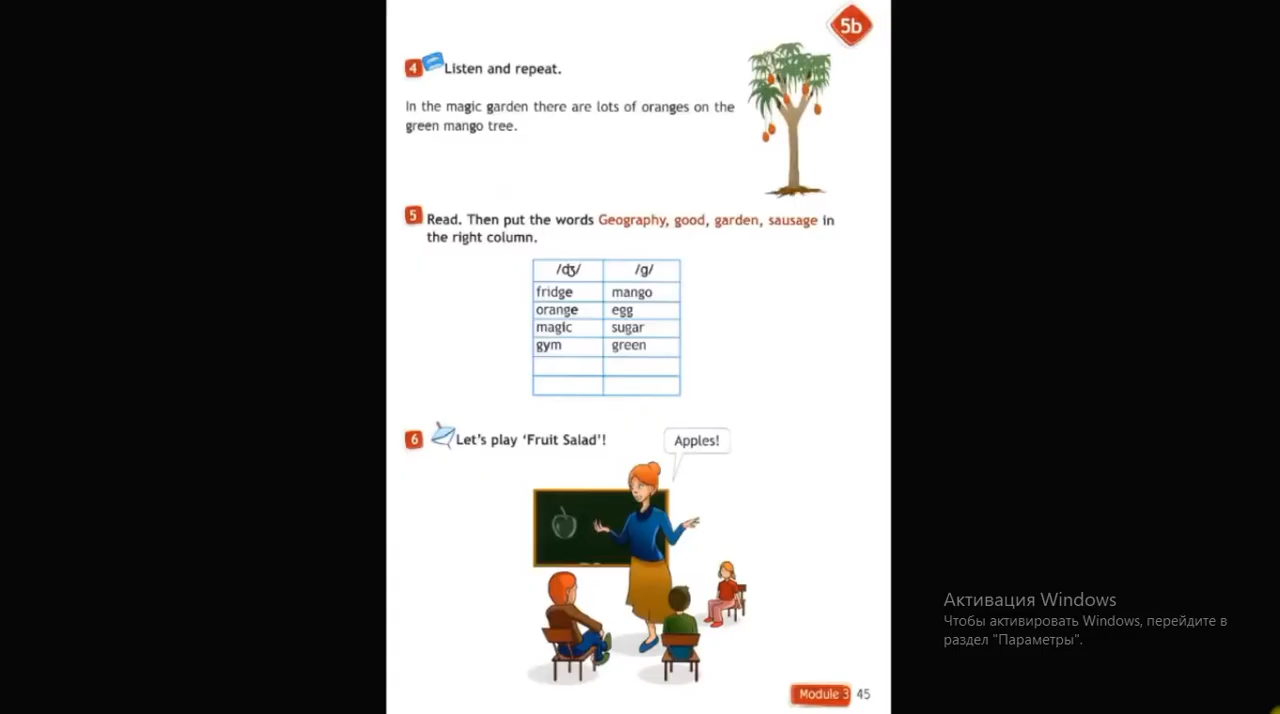 5b
4 Listen and repeat.
In the magic garden there are lots of oranges on the
green mango tree.
5 Read. Then put the words Geography, good, garden, sausage in
the right column.
/dʒ/ /g/
fridge mango
orange egg
magic sugar
gym green
6 Let's play ‘Fruit Salad’!
Apples!
Активация Windows
Чтобы активировать Windows, перейдите в
раздел "Параметры".
Module 3 45